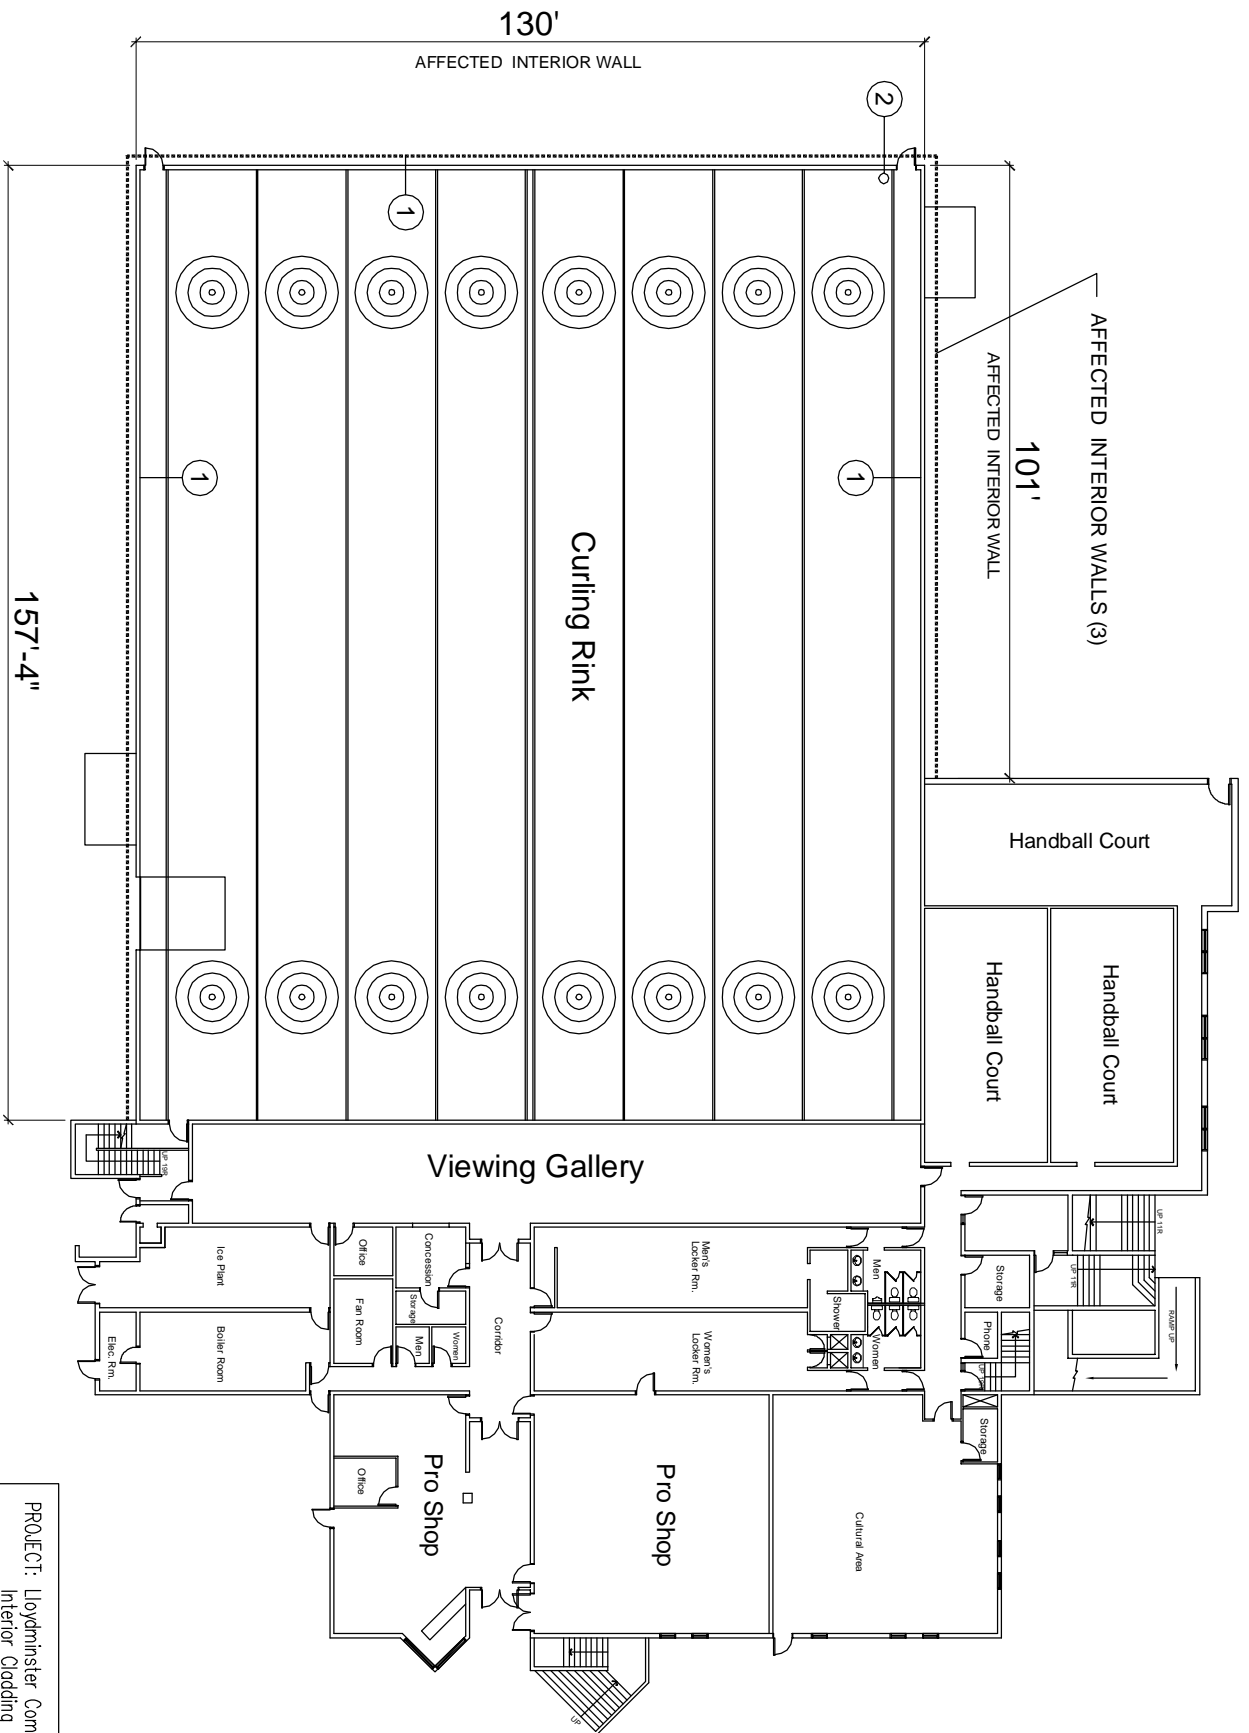 130'
AFFECTED INTERIOR WALL
2
1
1
1
AFFECTED INTERIOR WALLS (3)
101'
AFFECTED INTERIOR WALL
157'-4"
Curling Rink
Handball Court
Handball Court
Handball Court
Viewing Gallery
UP 19R
UP 11R
UP 11R
RAMP UP
Ice Plant
Office
Concession
Men's
Locker Rm.
Men
Shower
Storage
Storage
Fan Room
Men
Women
Corridor
Women's
Locker Rm.
Women
Phone
Boiler Room
Elec. Rm.
Storage
Office
Pro Shop
Pro Shop
Cultural Area
UP
PROJECT: Lloydminster Com
Interior Cladding